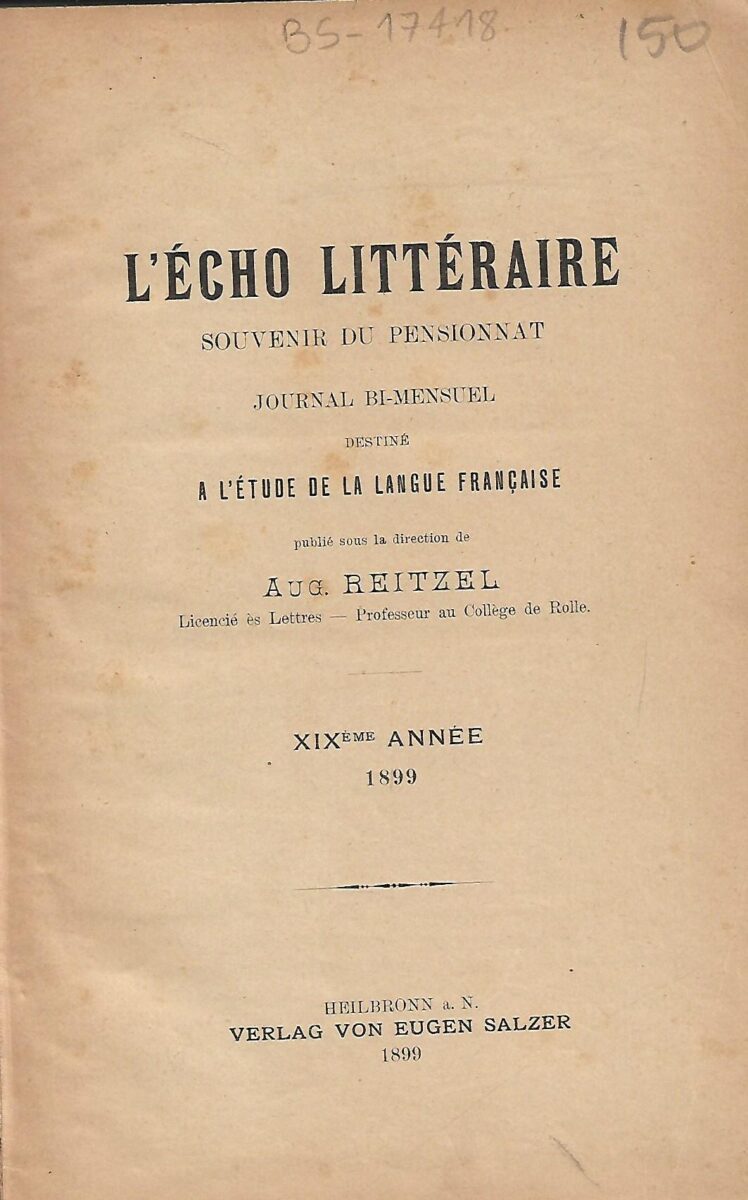 BS-17418
150
L'ÉCHO LITTÉRAIRE
SOUVENIR DU PENSIONNAT
JOURNAL BI-MENSUEL
DESTINÉ
A L'ÉTUDE DE LA LANGUE FRANÇAISE
publié sous la direction de
AUG. REITZEL
Licencié ès Lettres — Professeur au Collège de Rolle.
XIXÈME ANNÉE
1899
HEILBRONN a. N.
VERLAG VON EUGEN SALZER
1899